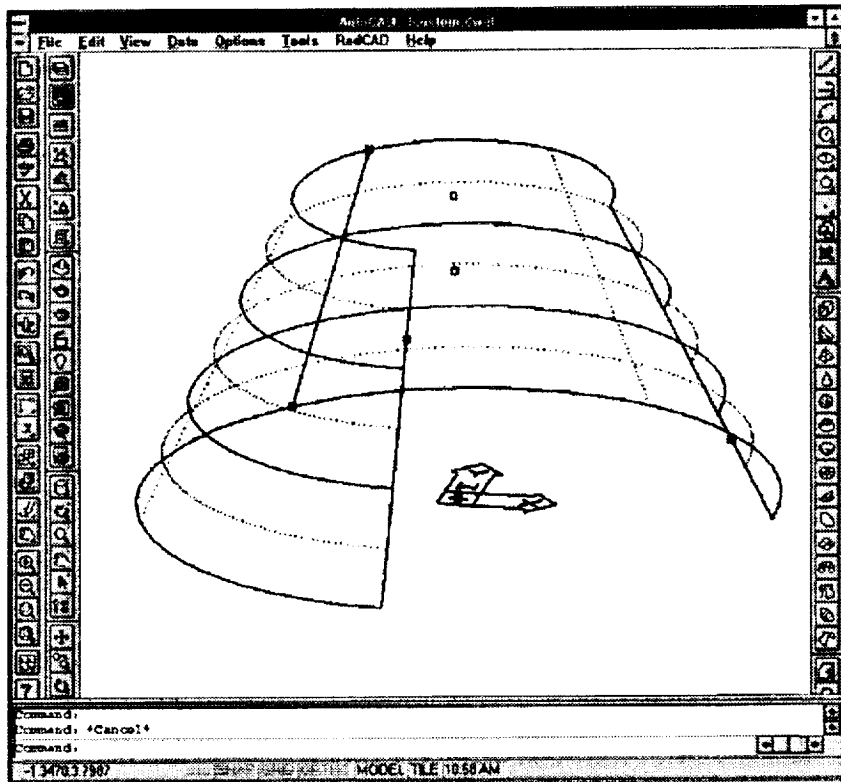 File Edit View Data Options Tools RadCAD Help
Command:
Command: *Cancel*
Command:
MODEL TILE 10:58 AM